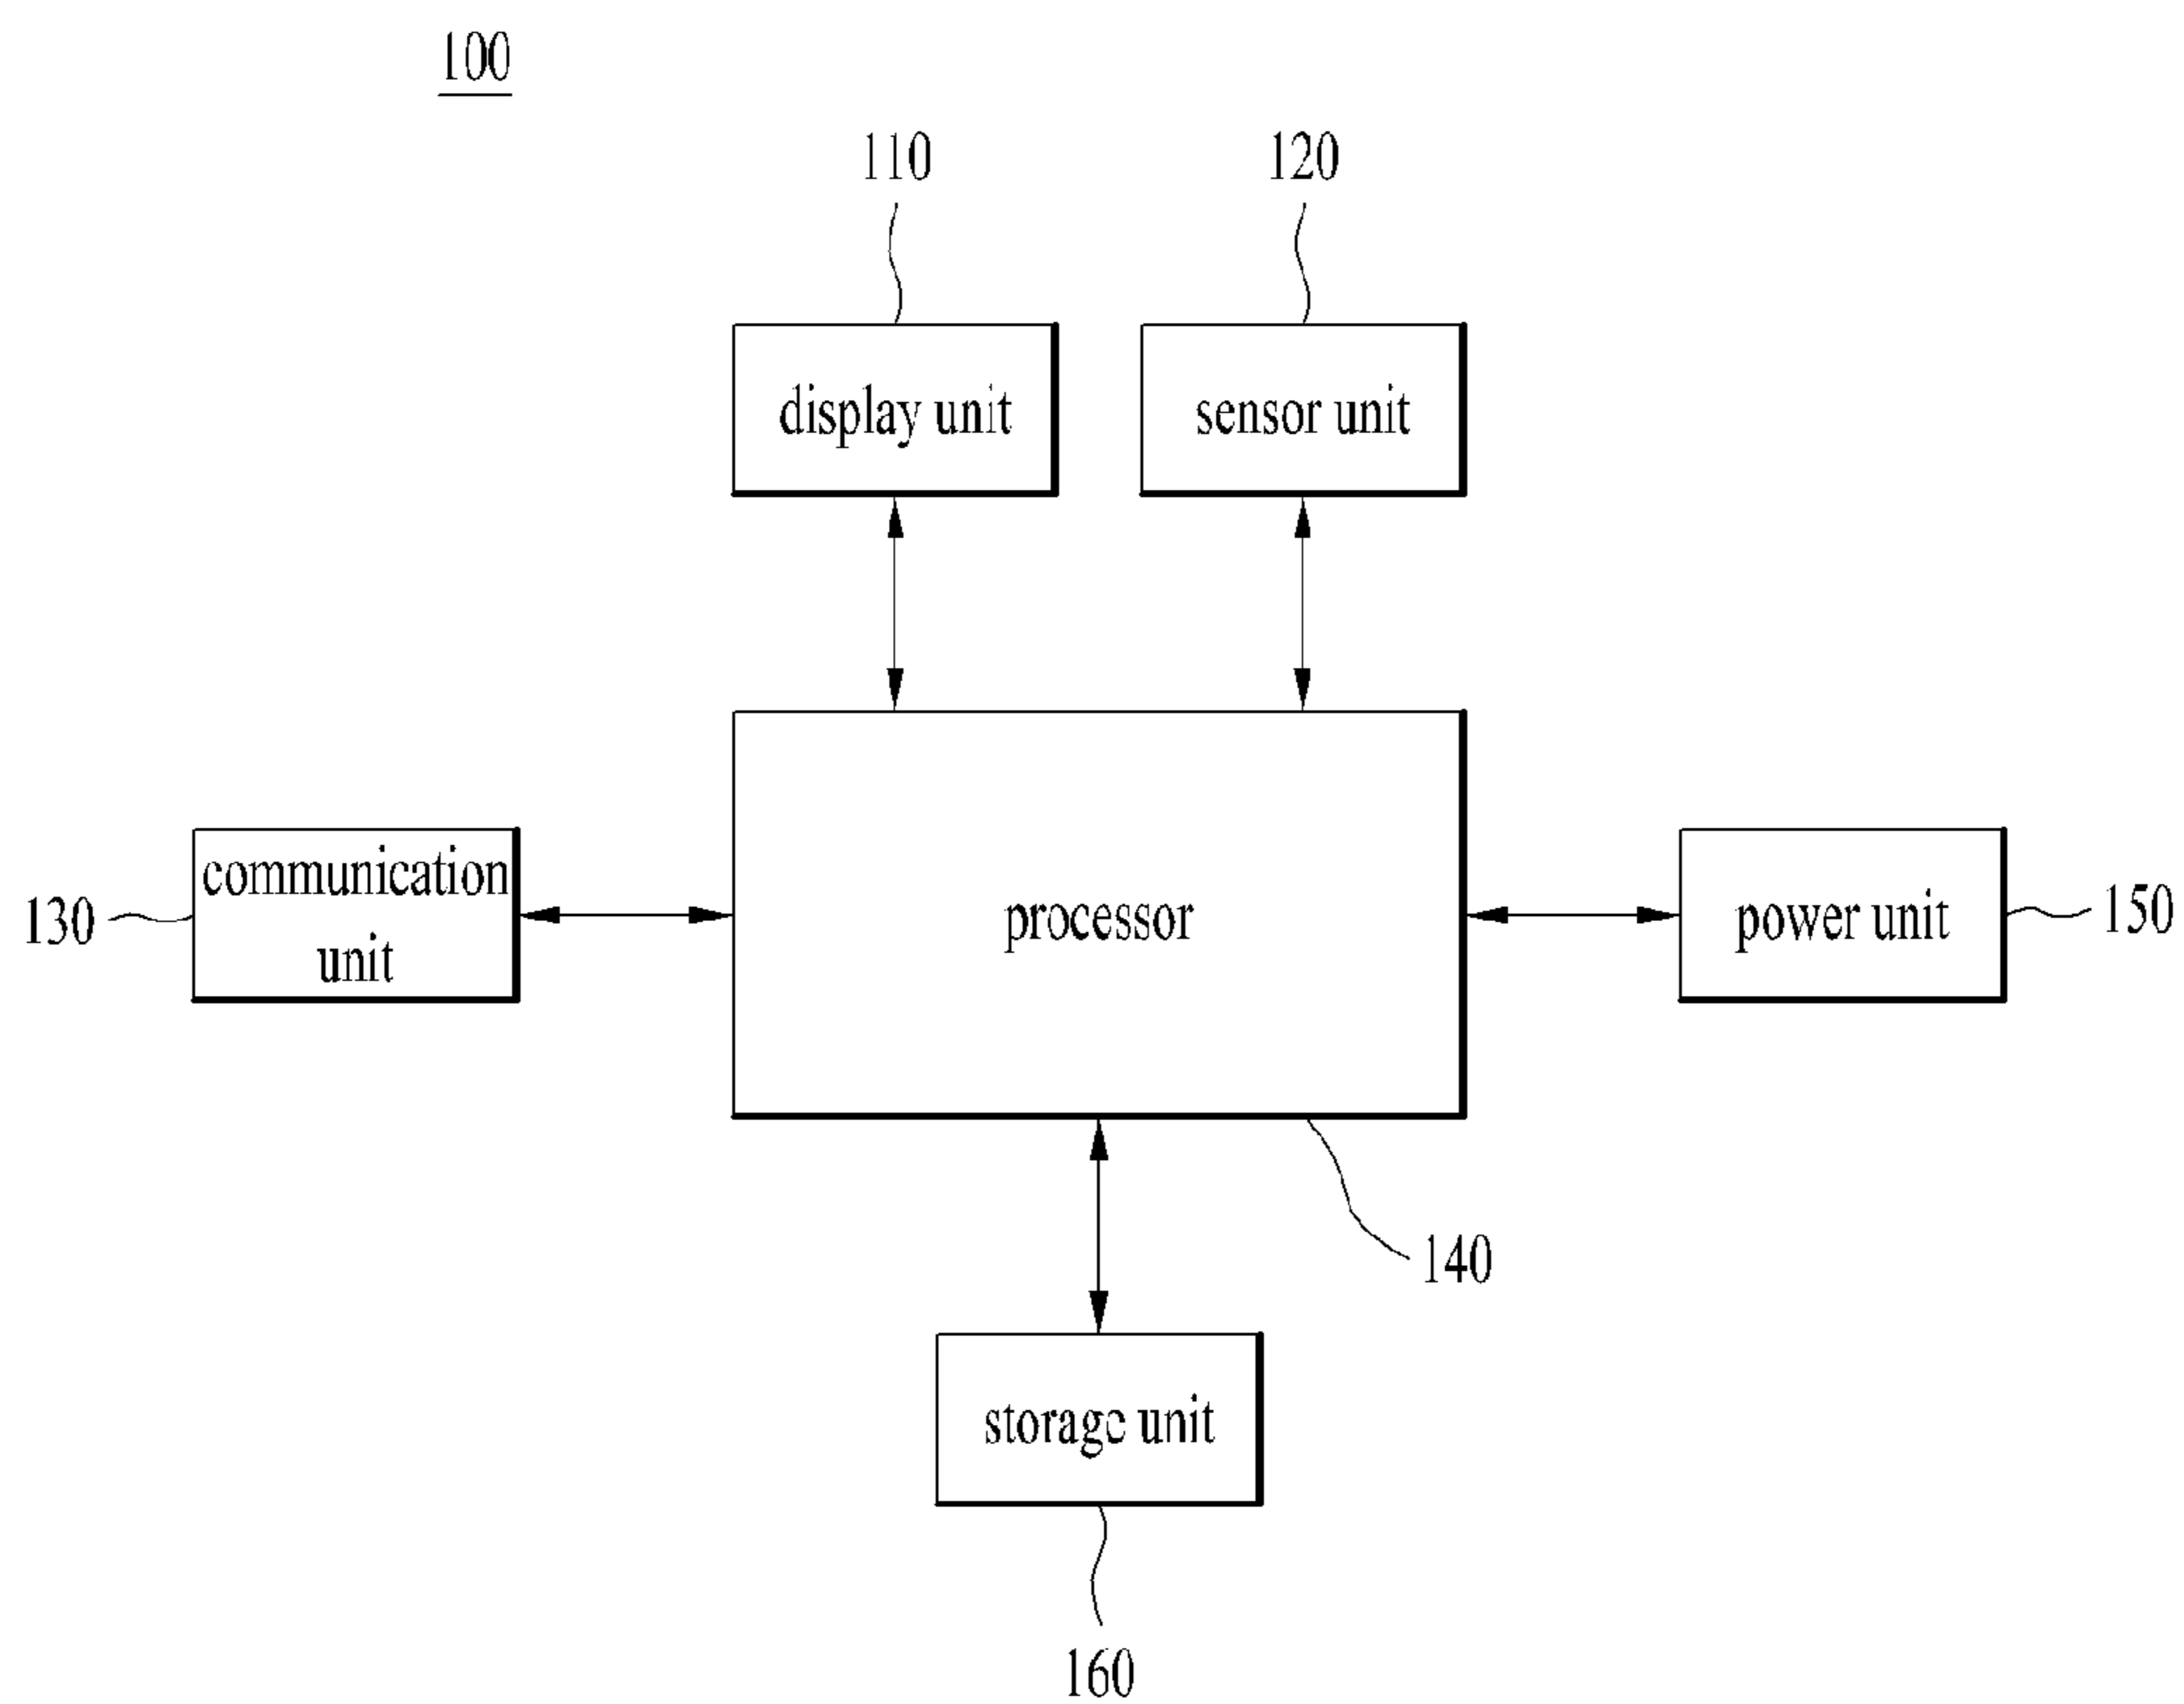 100
110
120
display unit
sensor unit
communication
unit
130
processor
power unit
150
140
storage unit
160